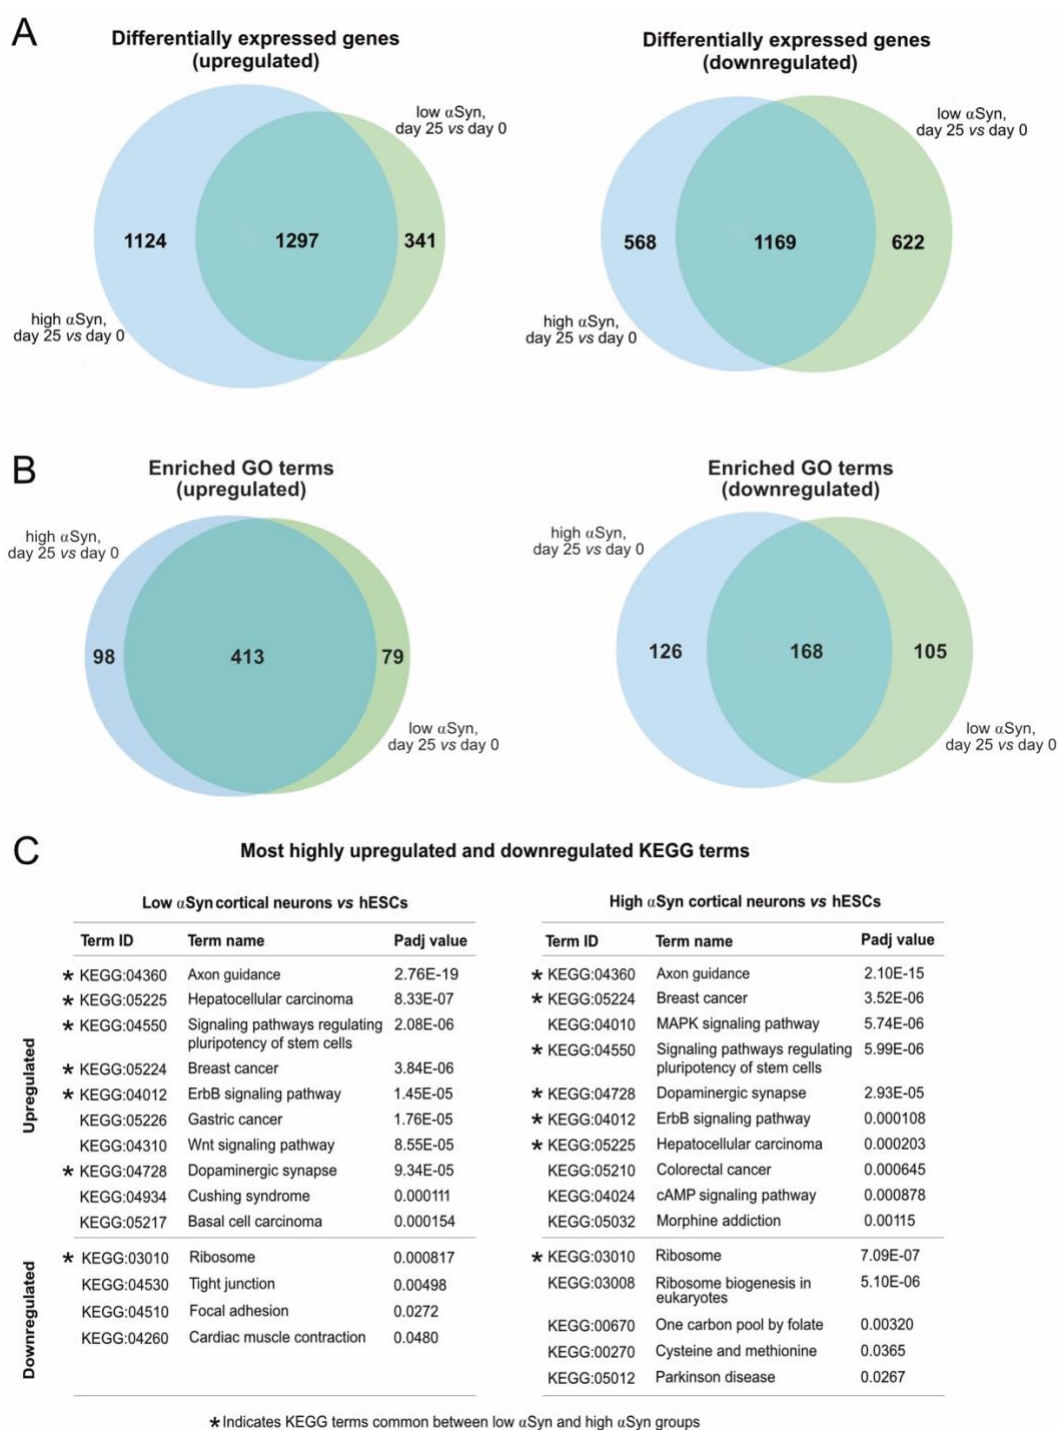 A
Differentially expressed genes
(upregulated)
low αSyn,
day 25 vs day 0
1124
1297
341
high αSyn,
day 25 vs day 0
Differentially expressed genes
(downregulated)
low αSyn,
day 25 vs day 0
568
1169
622
high αSyn,
day 25 vs day 0
B
Enriched GO terms
(upregulated)
high αSyn,
day 25 vs day 0
98
413
79
low αSyn,
day 25 vs day 0
Enriched GO terms
(downregulated)
high αSyn,
day 25 vs day 0
126
168
105
low αSyn,
day 25 vs day 0
C
Most highly upregulated and downregulated KEGG terms
Low αSyn cortical neurons vs hESCs
Term ID Term name Padj value
Upregulated
* KEGG:04360 Axon guidance 2.76E-19
* KEGG:05225 Hepatocellular carcinoma 8.33E-07
* KEGG:04550 Signaling pathways regulating 2.08E-06
pluripotency of stem cells
* KEGG:05224 Breast cancer 3.84E-06
* KEGG:04012 ErbB signaling pathway 1.45E-05
KEGG:05226 Gastric cancer 1.76E-05
KEGG:04310 Wnt signaling pathway 8.55E-05
* KEGG:04728 Dopaminergic synapse 9.34E-05
KEGG:04934 Cushing syndrome 0.000111
KEGG:05217 Basal cell carcinoma 0.000154
Downregulated
* KEGG:03010 Ribosome 0.000817
KEGG:04530 Tight junction 0.00498
KEGG:04510 Focal adhesion 0.0272
KEGG:04260 Cardiac muscle contraction 0.0480
High αSyn cortical neurons vs hESCs
Term ID Term name Padj value
* KEGG:04360 Axon guidance 2.10E-15
* KEGG:05224 Breast cancer 3.52E-06
KEGG:04010 MAPK signaling pathway 5.74E-06
* KEGG:04550 Signaling pathways regulating 5.99E-06
pluripotency of stem cells
* KEGG:04728 Dopaminergic synapse 2.93E-05
* KEGG:04012 ErbB signaling pathway 0.000108
* KEGG:05225 Hepatocellular carcinoma 0.000203
KEGG:05210 Colorectal cancer 0.000645
KEGG:04024 cAMP signaling pathway 0.000878
KEGG:05032 Morphine addiction 0.00115
* KEGG:03010 Ribosome 7.09E-07
KEGG:03008 Ribosome biogenesis in 5.10E-06
eukaryotes
KEGG:00670 One carbon pool by folate 0.00320
KEGG:00270 Cysteine and methionine 0.0365
KEGG:05012 Parkinson disease 0.0267
* Indicates KEGG terms common between low αSyn and high αSyn groups